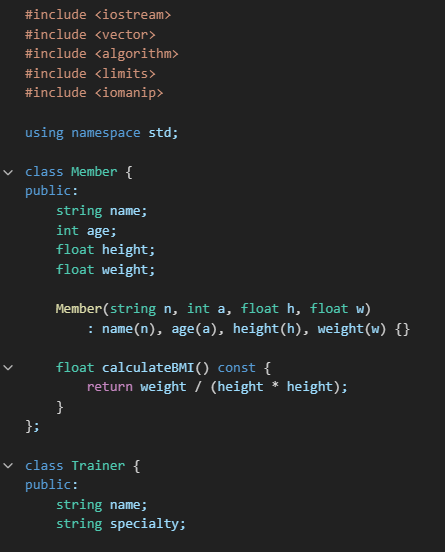 #include <iostream>
#include <vector>
#include <algorithm>
#include <limits>
#include <iomanip>

using namespace std;

class Member {
public:
    string name;
    int age;
    float height;
    float weight;

    Member(string n, int a, float h, float w)
        : name(n), age(a), height(h), weight(w) {}

    float calculateBMI() const {
        return weight / (height * height);
    }
};

class Trainer {
public:
    string name;
    string specialty;